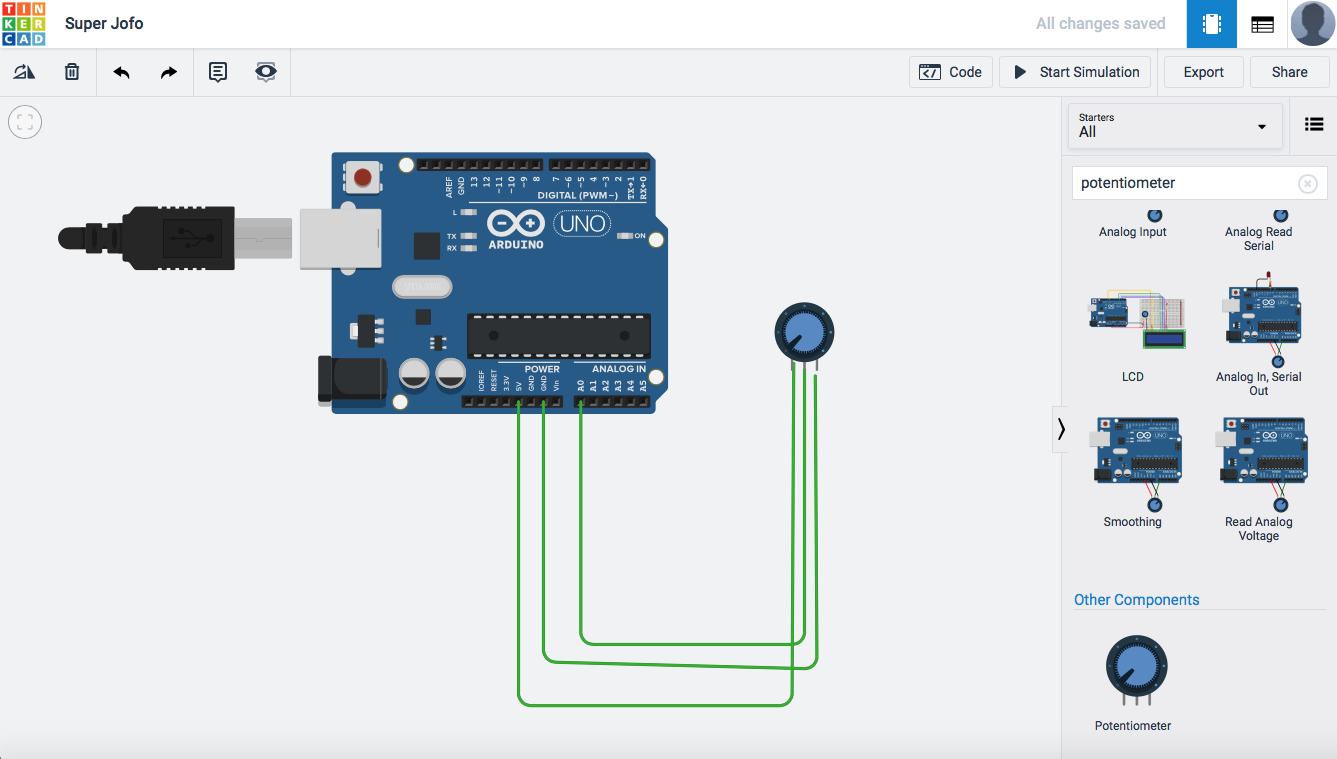 TIN
KER
CAD
Super Jofo
All changes saved
Code
Start Simulation
Export
Share
Starters
All
potentiometer
Analog Input
Analog Read
Serial
LCD
Analog In, Serial
Out
Smoothing
Read Analog
Voltage
Other Components
Potentiometer
AREF
GND
13
12
~11
~10
~9
8
7
~6
~5
4
~3
2
TX→1
RX←0
DIGITAL (PWM~)
L
TX
RX
ARDUINO
UNO
ON
POWER
ANALOG IN
IOREF
RESET
3.3V
5V
GND
GND
Vin
A0
A1
A2
A3
A4
A5